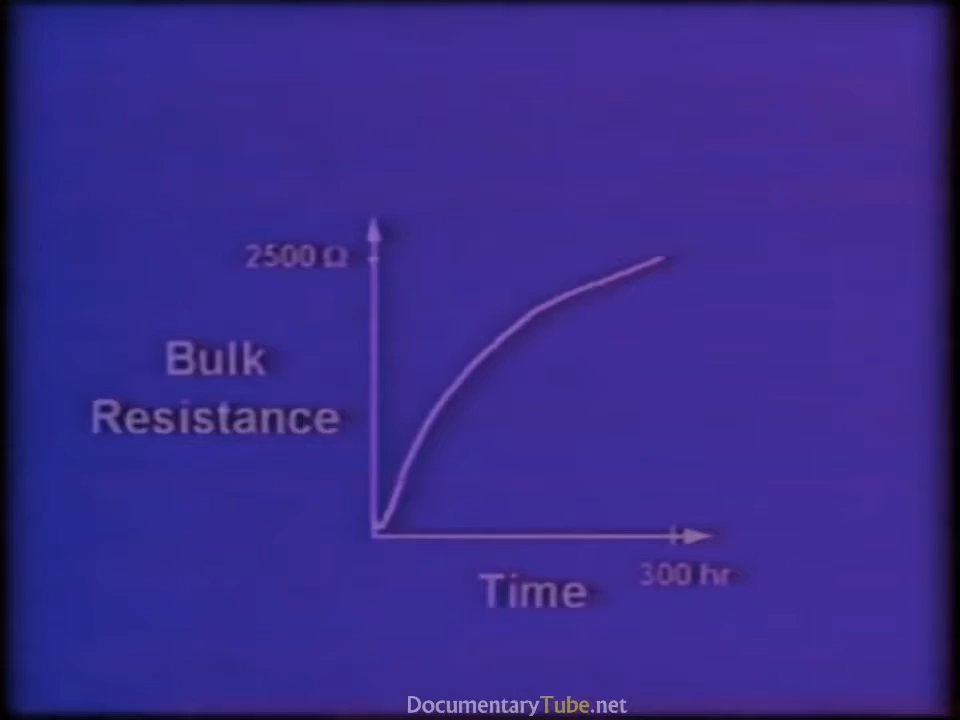 2500 Ω
Bulk
Resistance
300 hr
Time
DocumentaryTube.net